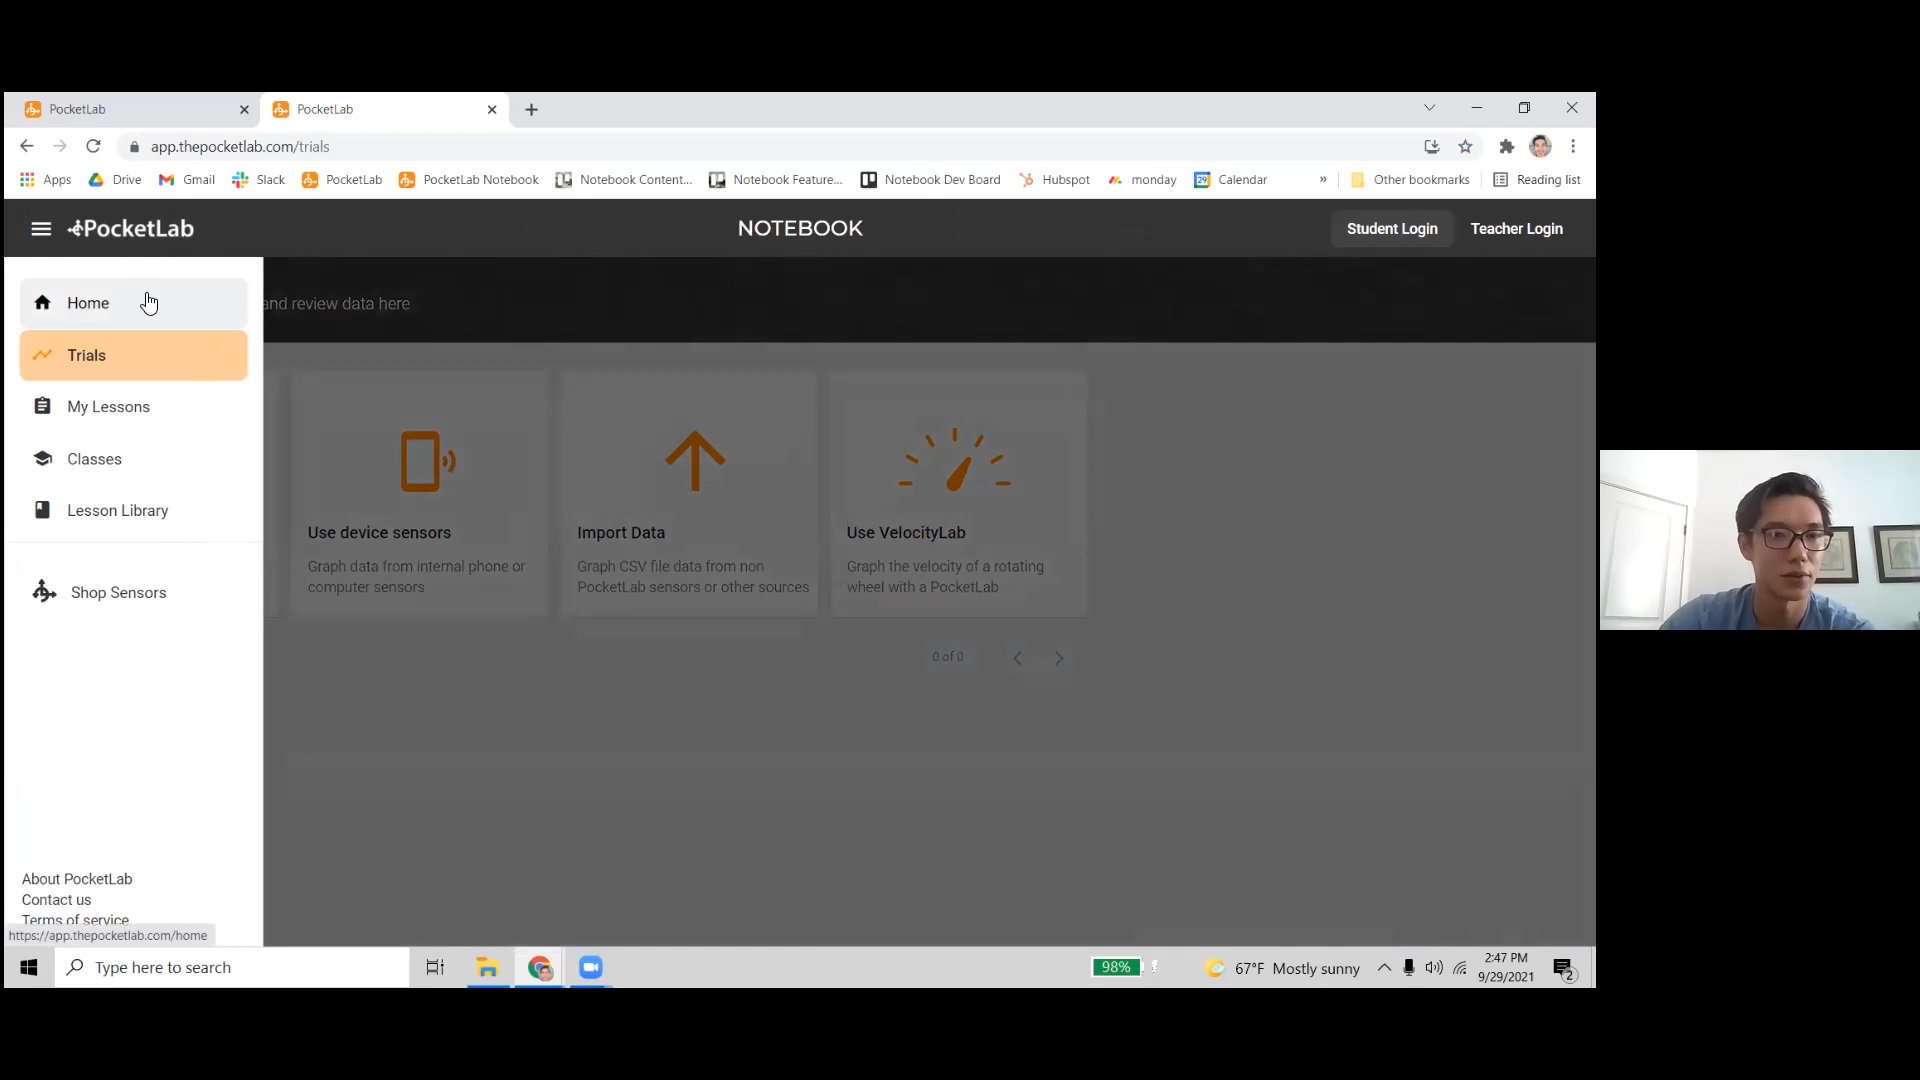 PocketLab
PocketLab
app.thepocketlab.com/trials
Apps
Drive
Gmail
Slack
PocketLab
PocketLab Notebook
Notebook Content...
Notebook Feature...
Notebook Dev Board
Hubspot
monday
29
Calendar
»
Other bookmarks
Reading list
PocketLab
NOTEBOOK
Student Login
Teacher Login
Home
and review data here
Trials
My Lessons
Classes
Lesson Library
Use device sensors
Graph data from internal phone or
computer sensors
Import Data
Graph CSV file data from non
PocketLab sensors or other sources
Use VelocityLab
Graph the velocity of a rotating
wheel with a PocketLab
Shop Sensors
0 of 0
About PocketLab
Contact us
Terms of service
https://app.thepocketlab.com/home
Type here to search
98%
67°F Mostly sunny
2:47 PM
9/29/2021
2